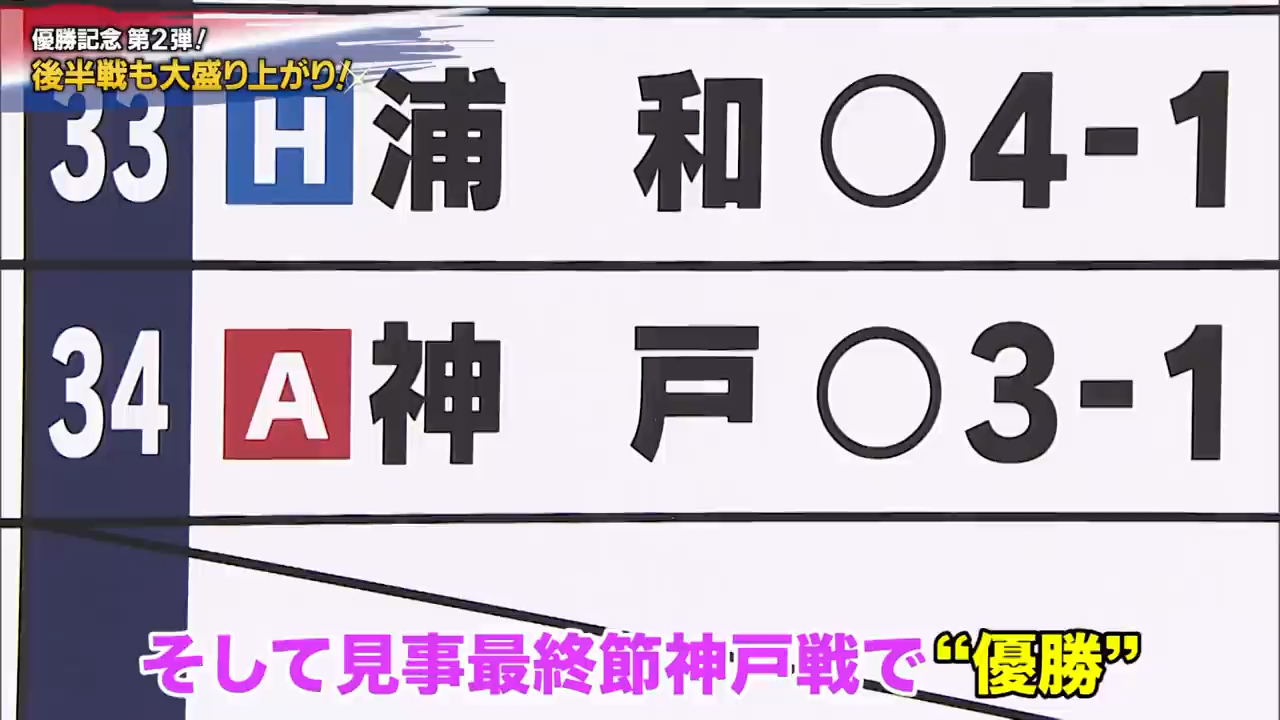 優勝記念 第2弾!
後半戦も大盛り上がり!
33 H 浦和 ○ 4-1
34 A 神戸 ○ 3-1
そして見事最終節神戸戦で“優勝”